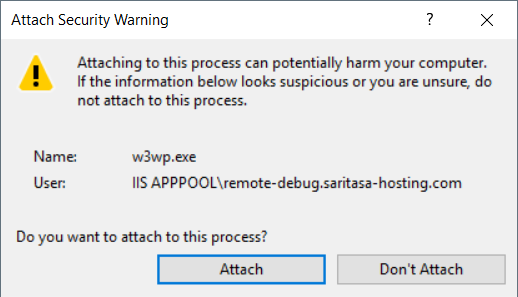 Attach Security Warning
?
Attaching to this process can potentially harm your computer.
If the information below looks suspicious or you are unsure, do
not attach to this process.
Name: w3wp.exe
User: IIS APPPOOL\remote-debug.saritasa-hosting.com
Do you want to attach to this process?
Attach Don't Attach